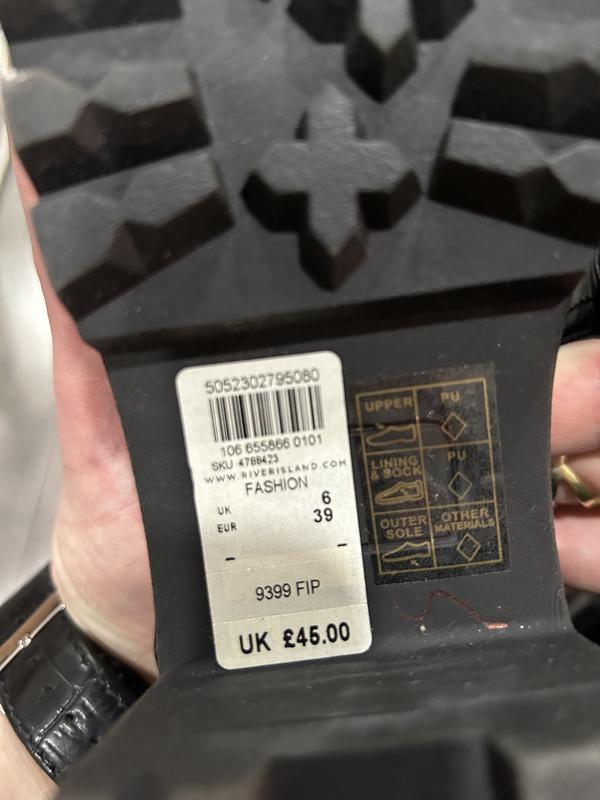 5052302795080
106 655866 0101
SKU 4788423
WWW.RIVERISLAND.COM
FASHION
UK 6
EUR 39
9399 FIP
UK £45.00
UPPER PU
LINING & SOCK PU
OUTER SOLE OTHER MATERIALS